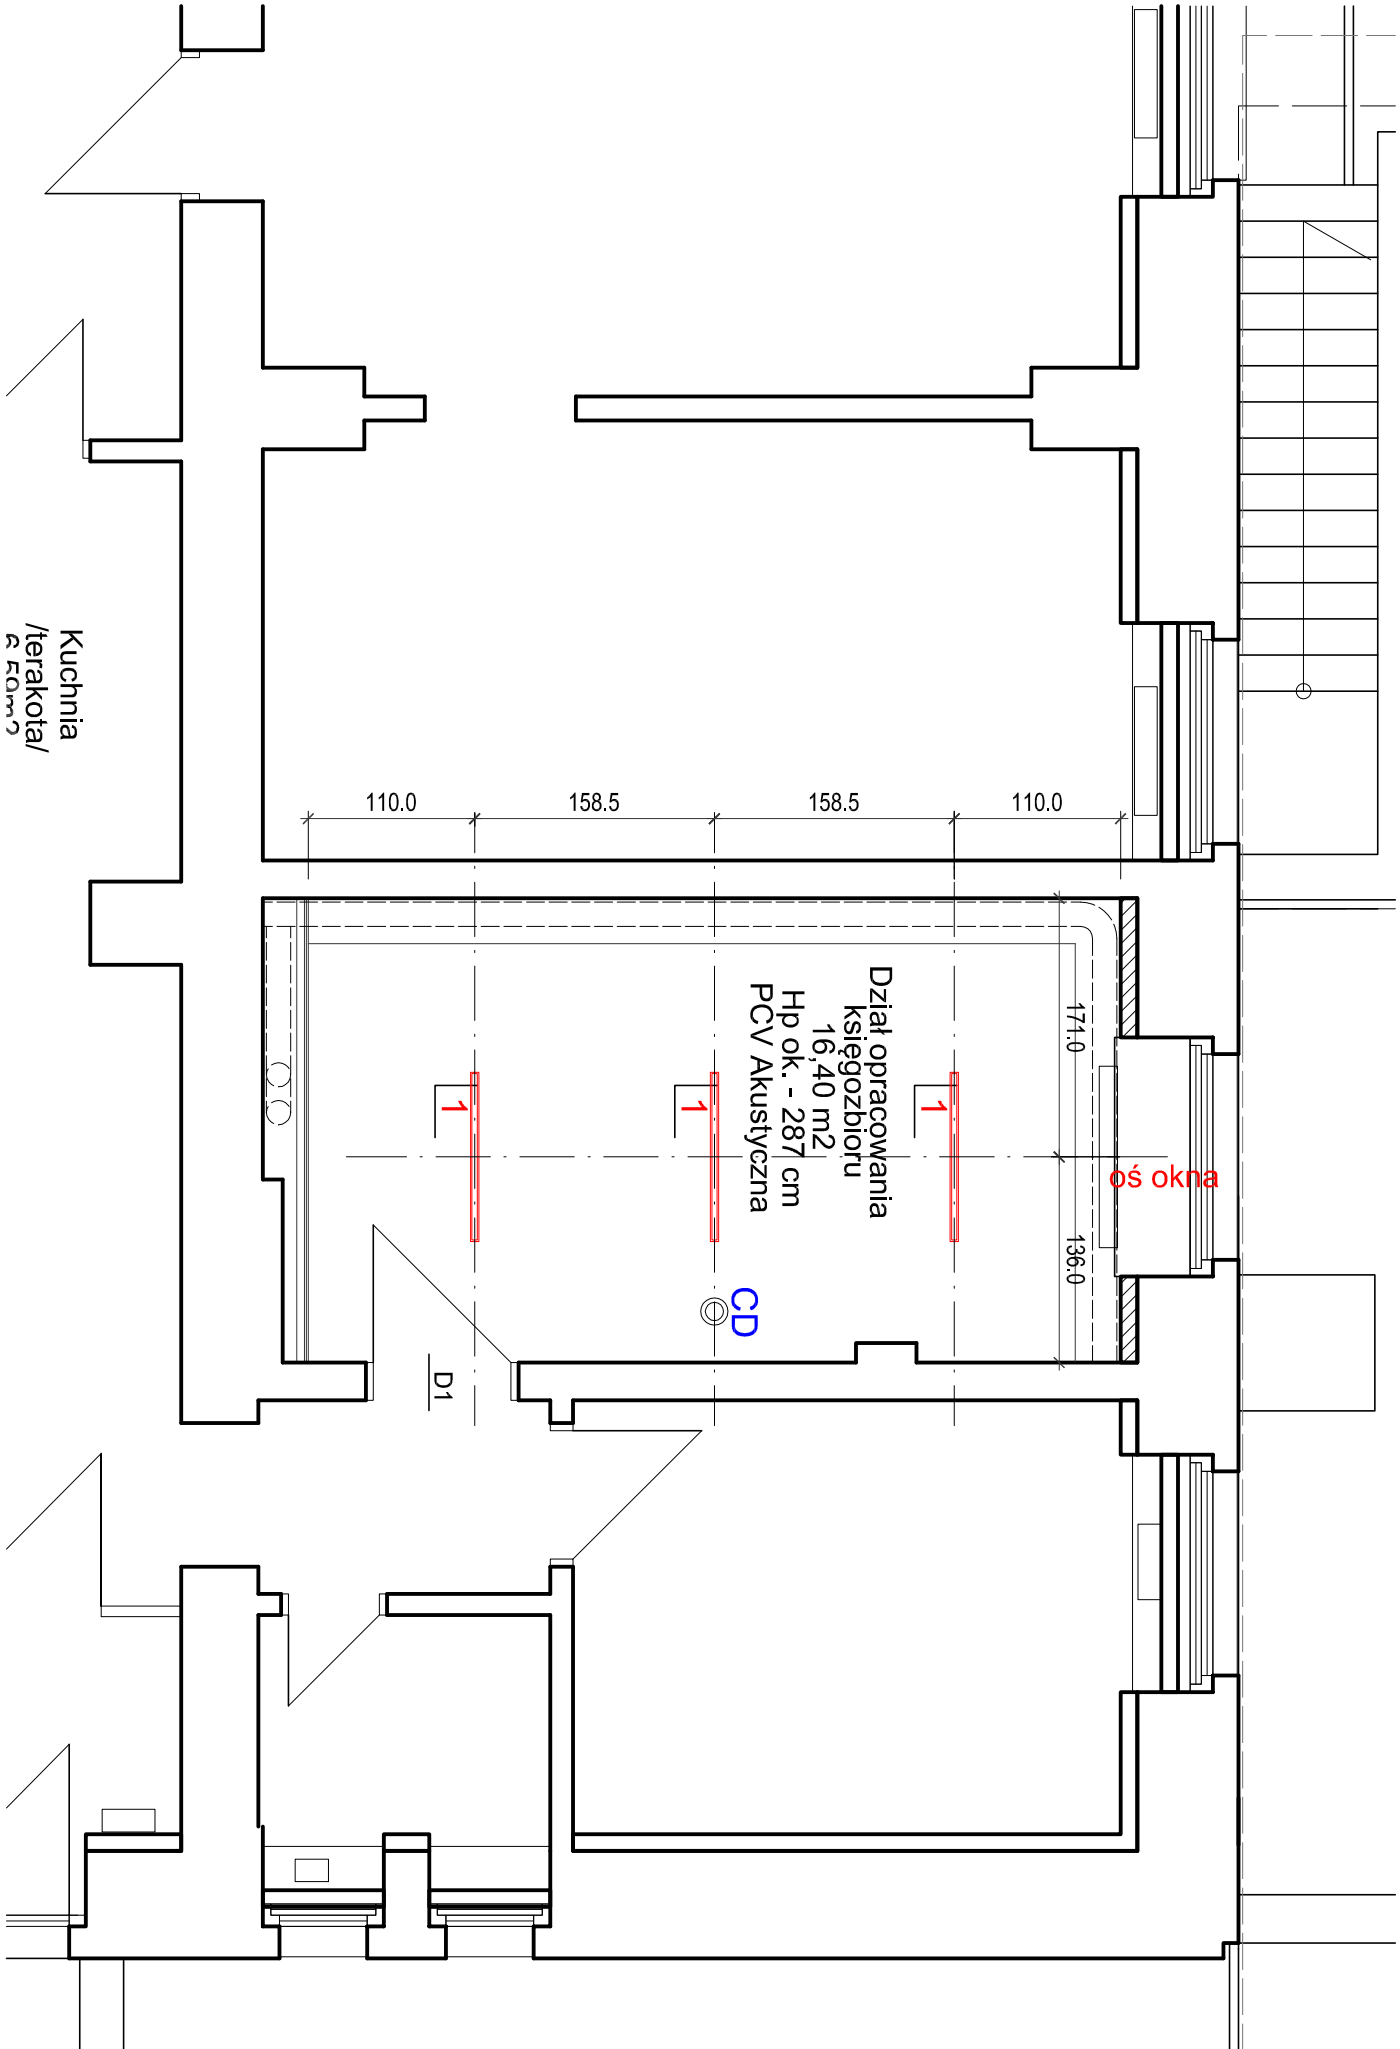 Kuchnia
/terakota/
110.0
158.5
158.5
110.0
171.0
136.0
Dział opracowania
księgozbioru
16,40 m2
Hp ok. - 287 cm
PCV Akustyczna
1
1
1
oś okna
CD
D1